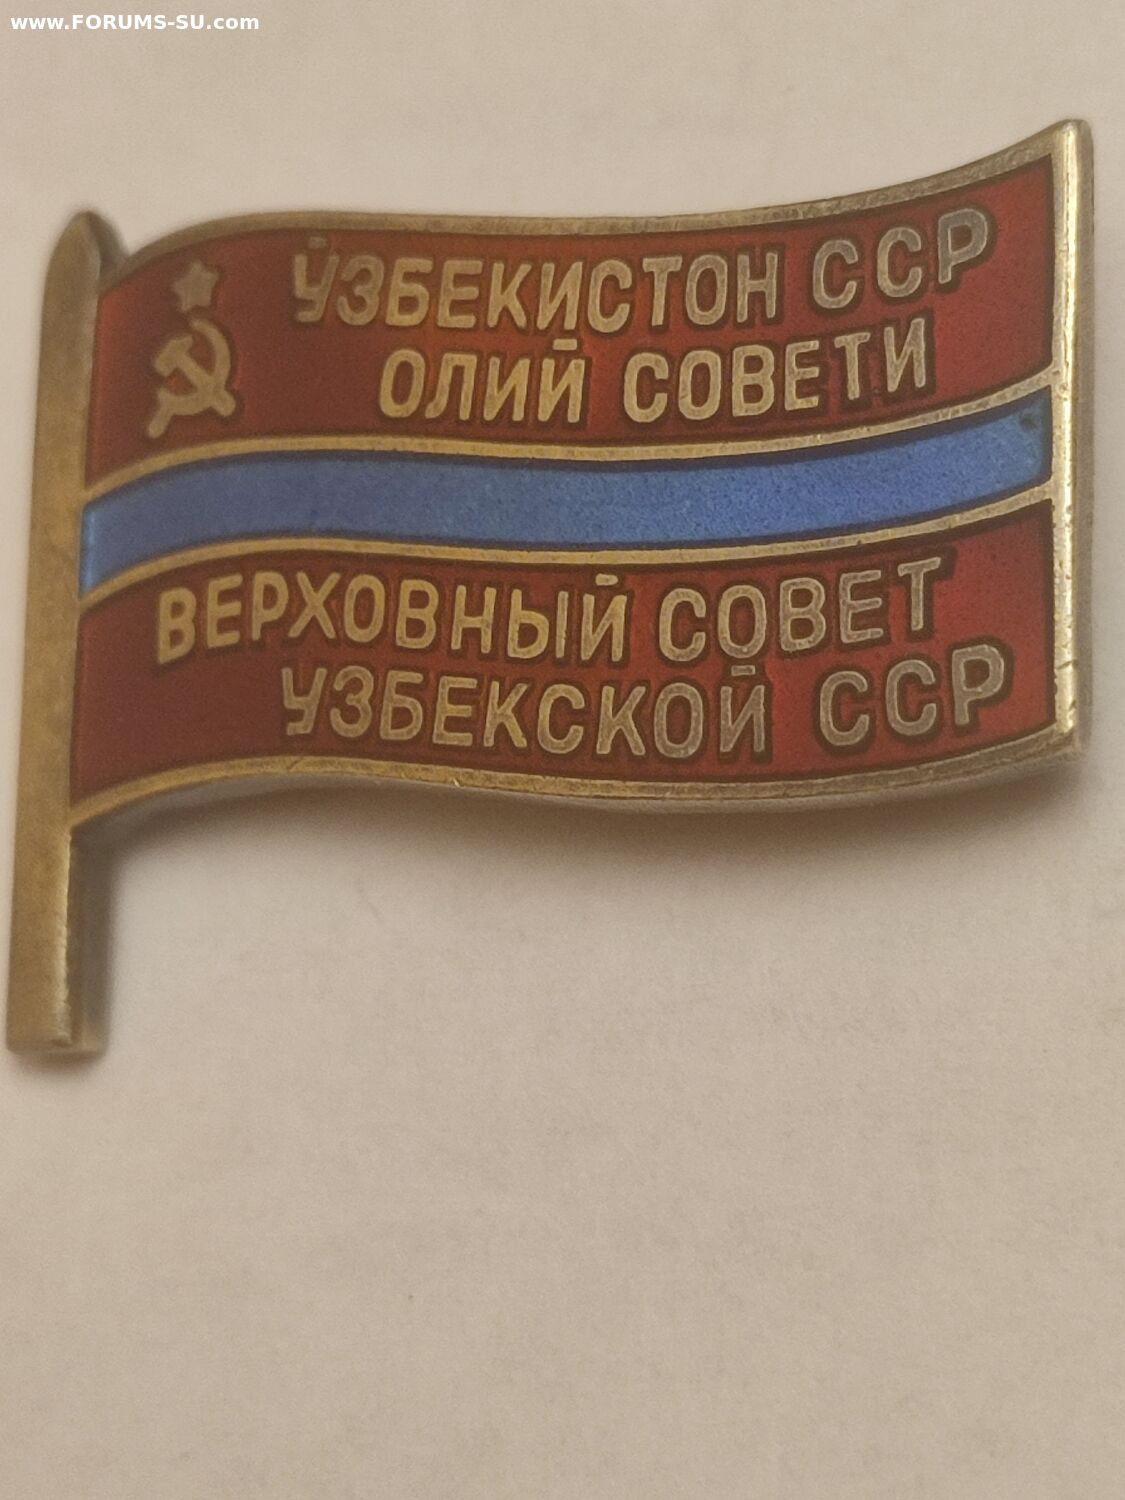 www.FORUMS-SU.com
ЎЗБЕКИСТОН ССР
ОЛИЙ СОВЕТИ
ВЕРХОВНЫЙ СОВЕТ
УЗБЕКСКОЙ ССР